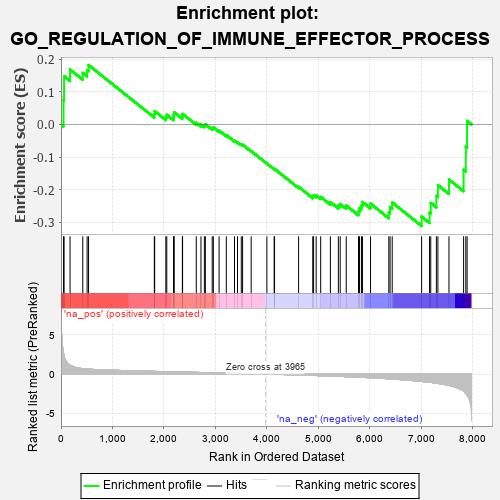 Enrichment plot:
GO_REGULATION_OF_IMMUNE_EFFECTOR_PROCESS
Enrichment score (ES)
0.2
0.1
0.0
-0.1
-0.2
-0.3
'na_pos' (positively correlated)
Ranked list metric (PreRanked)
5
0
-5
Zero cross at 3965
'na_neg' (negatively correlated)
0
1,000
2,000
3,000
4,000
5,000
6,000
7,000
8,000
Rank in Ordered Dataset
Enrichment profile
Hits
Ranking metric scores